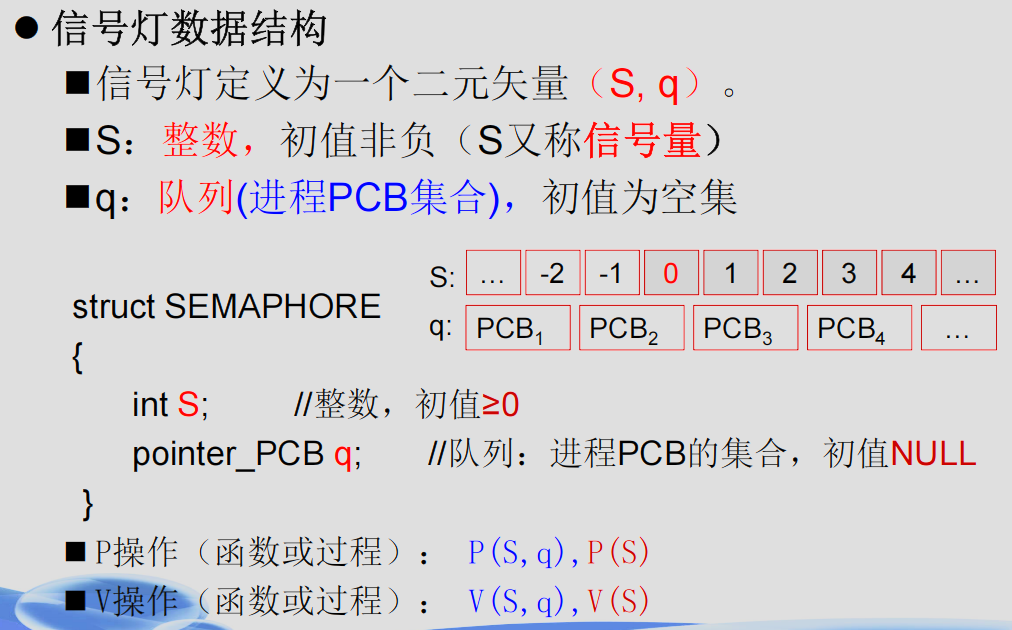 ● 信号灯数据结构
■信号灯定义为一个二元矢量（S, q）。
■S：整数，初值非负（S又称信号量）
■q：队列(进程PCB集合)，初值为空集
S: … -2 -1 0 1 2 3 4 …
q: PCB1 PCB2 PCB3 PCB4 …
struct SEMAPHORE
{
int S; //整数，初值≥0
pointer_PCB q; //队列：进程PCB的集合，初值NULL
}
■P操作（函数或过程）： P(S,q),P(S)
■V操作（函数或过程）： V(S,q),V(S)